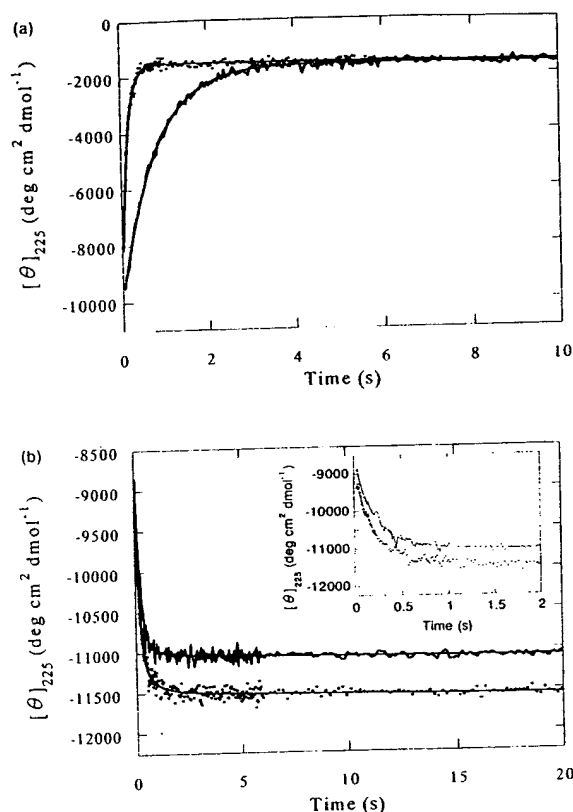 (a)
0
-2000
-4000
-6000
-8000
-10000
[θ]225 (deg cm² dmol⁻¹)
0 2 4 6 8 10
Time (s)
(b)
-8500
-9000
-9500
-10000
-10500
-11000
-11500
-12000
[θ]225 (deg cm² dmol⁻¹)
-9000
-10000
-11000
-12000
[θ]225 (deg cm² dmol⁻¹)
0 0.5 1 1.5 2
Time (s)
0 5 10 15 20
Time (s)